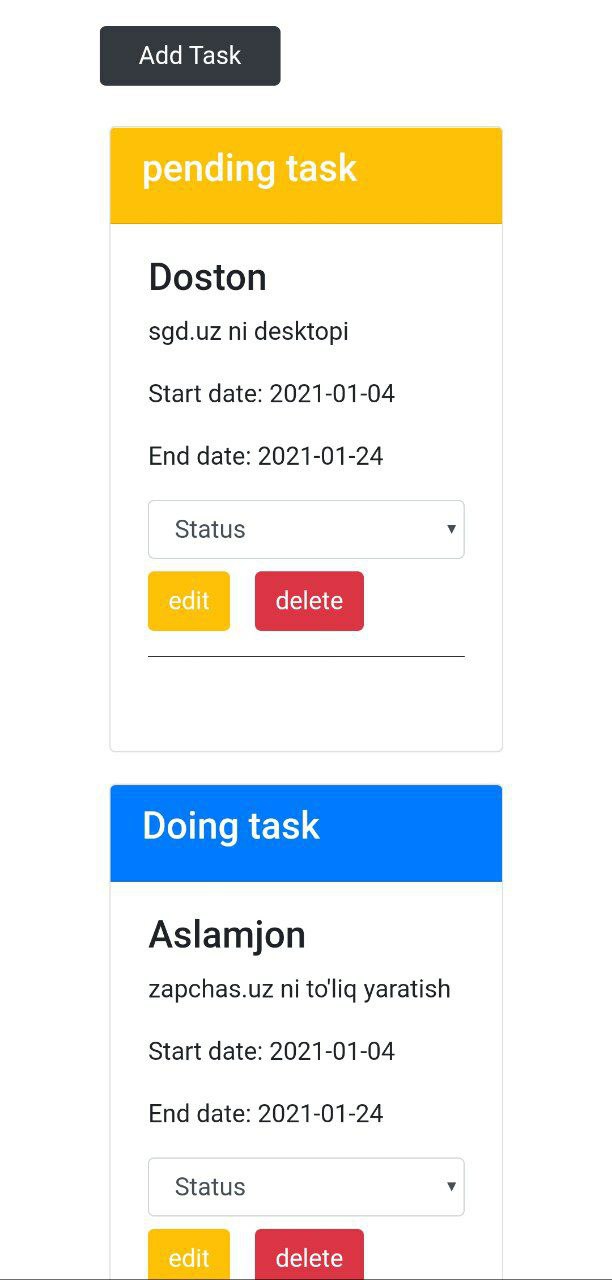 Add Task
pending task
Doston
sgd.uz ni desktopi
Start date: 2021-01-04
End date: 2021-01-24
Status
edit delete
Doing task
Aslamjon
zapchas.uz ni to'liq yaratish
Start date: 2021-01-04
End date: 2021-01-24
Status
edit delete